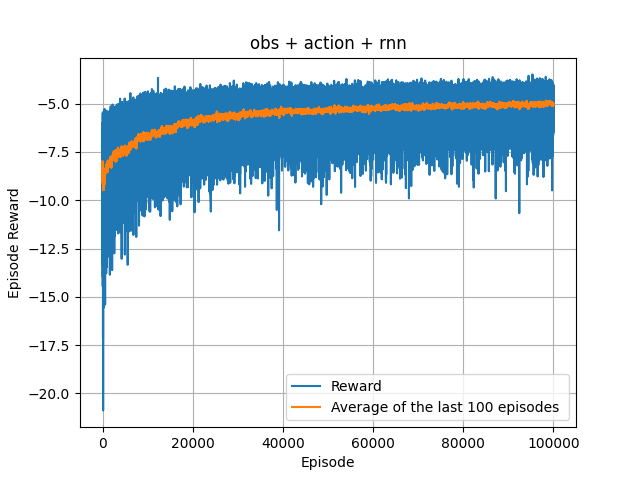 obs + action + rnn
Episode Reward
−5.0
−7.5
−10.0
−12.5
−15.0
−17.5
−20.0
Reward
Average of the last 100 episodes
0 20000 40000 60000 80000 100000
Episode